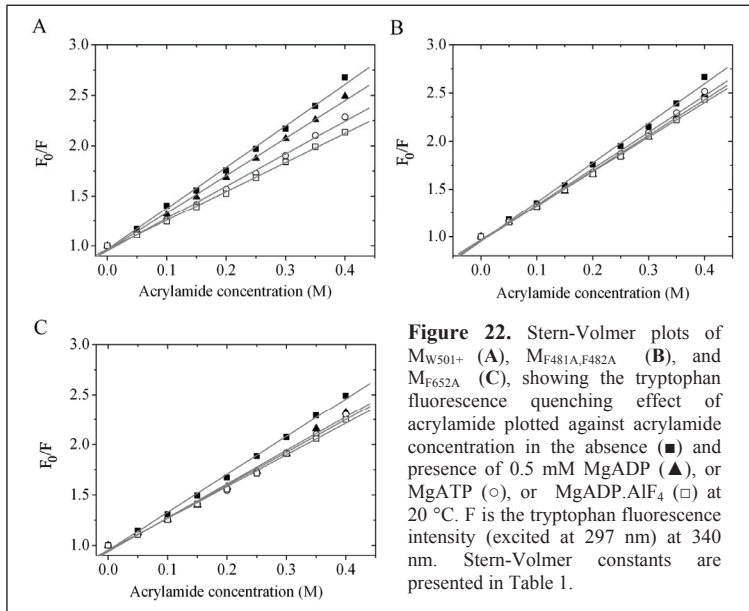 A
3.0
2.5
2.0
1.5
1.0
F₀/F
0.0 0.1 0.2 0.3 0.4
Acrylamide concentration (M)
B
3.0
2.5
2.0
1.5
1.0
F₀/F
0.0 0.1 0.2 0.3 0.4
Acrylamide concentration (M)
C
3.0
2.5
2.0
1.5
1.0
F₀/F
0.0 0.1 0.2 0.3 0.4
Acrylamide concentration (M)
Figure 22. Stern-Volmer plots of
M_W501+ (A), M_F481A,F482A (B), and
M_F652A (C), showing the tryptophan
fluorescence quenching effect of
acrylamide plotted against acrylamide
concentration in the absence (■) and
presence of 0.5 mM MgADP (▲), or
MgATP (○), or MgADP.AlF₄ (□) at
20 °C. F is the tryptophan fluorescence
intensity (excited at 297 nm) at 340
nm. Stern-Volmer constants are
presented in Table 1.